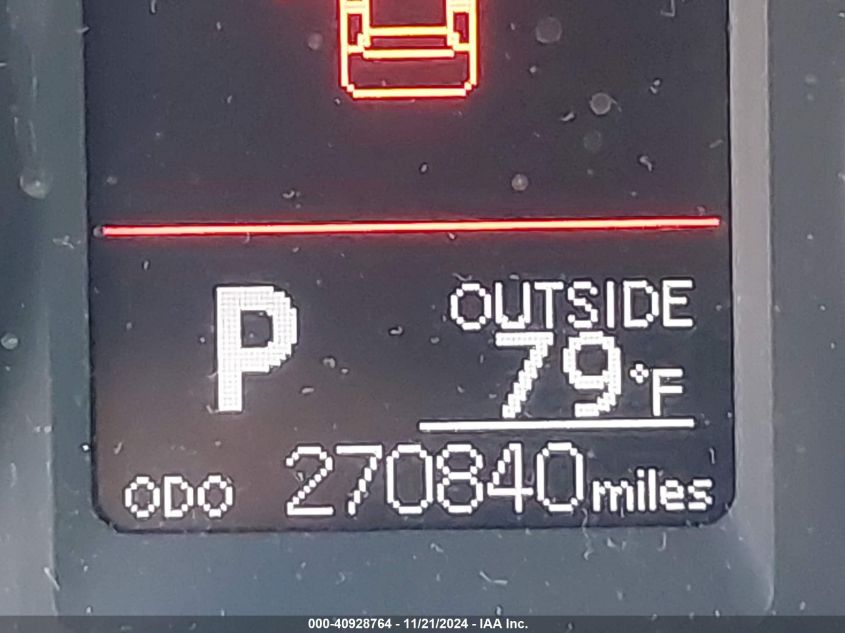 P
OUTSIDE
79°F
ODO 270840 miles
000-40928764 - 11/21/2024 - IAA Inc.